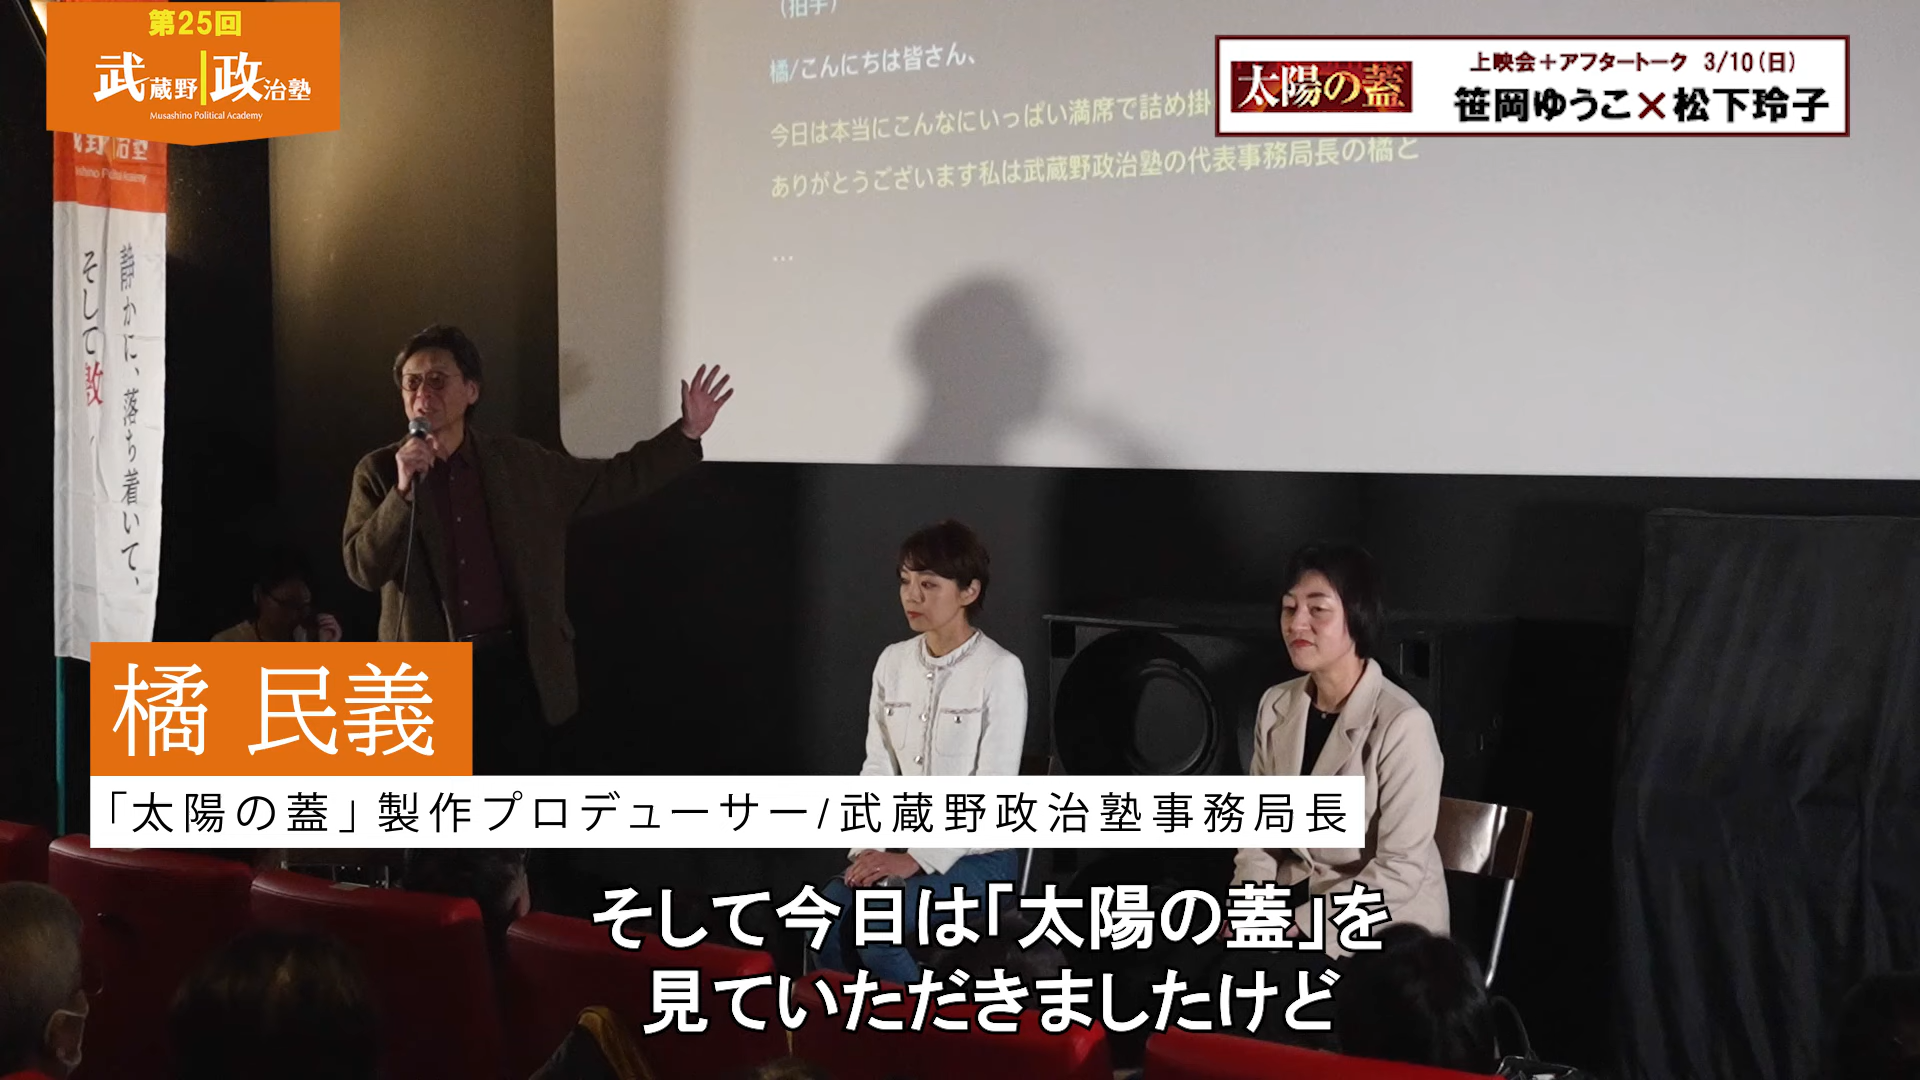 第25回
武蔵野政治塾
Musashino Political Academy
太陽の蓋
上映会+アフタートーク 3/10(日)
笹岡ゆうこ×松下玲子
(拍手)
橘/こんにちは皆さん、
今日は本当にこんなにいっぱい満席で詰め掛
ありがとうございます私は武蔵野政治塾の代表事務局長の橘と
…
静かに、落ち着いて、
そして教
橘 民義
「太陽の蓋」製作プロデューサー/武蔵野政治塾事務局長
そして今日は「太陽の蓋」を
見ていただきましたけど